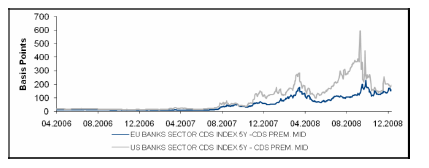 700
600
500
400
300
200
100
0
Basis Points
04.2006 08.2006 12.2006 04.2007 08.2007 12.2007 04.2008 08.2008 12.2008
EU BANKS SECTOR CDS INDEX 5Y -CDS PREM. MID
US BANKS SECTOR CDS INDEX 5Y - CDS PREM. MID